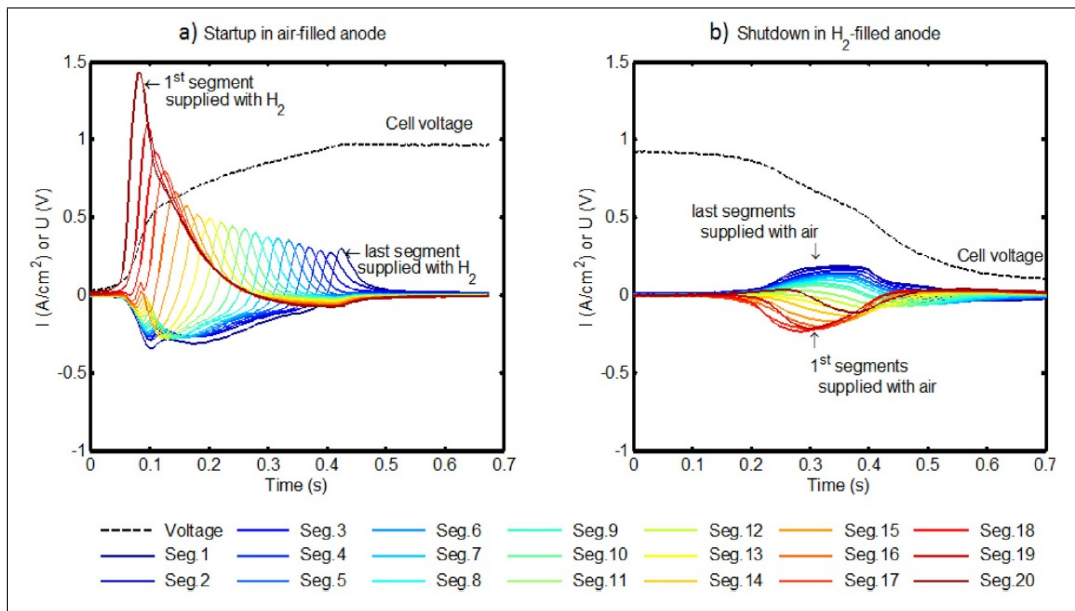 a) Startup in air-filled anode
b) Shutdown in H2-filled anode
1.5
1
0.5
0
-0.5
-1
I (A/cm2) or U (V)
1st segment
supplied with H2
Cell voltage
last segment
supplied with H2
0 0.1 0.2 0.3 0.4 0.5 0.6 0.7
Time (s)
1.5
1
0.5
0
-0.5
-1
I (A/cm2) or U (V)
last segments
supplied with air
Cell voltage
1st segments
supplied with air
0 0.1 0.2 0.3 0.4 0.5 0.6 0.7
Time (s)
Voltage Seg.3 Seg.6 Seg.9 Seg.12 Seg.15 Seg.18
Seg.1 Seg.4 Seg.7 Seg.10 Seg.13 Seg.16 Seg.19
Seg.2 Seg.5 Seg.8 Seg.11 Seg.14 Seg.17 Seg.20